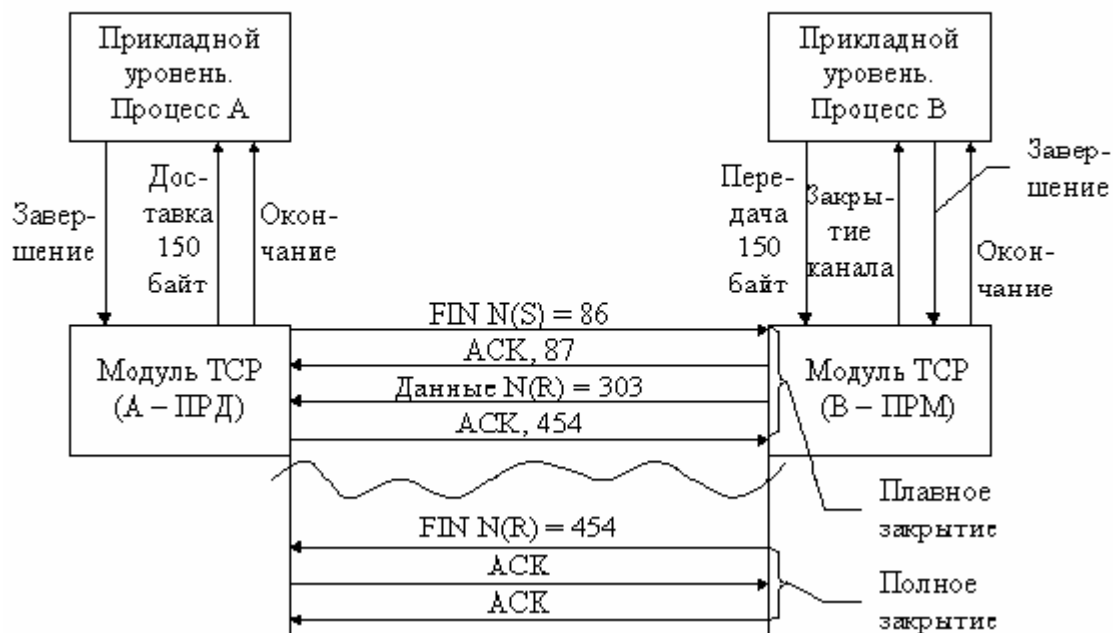 Прикладной
уровень.
Процесс А
Прикладной
уровень.
Процесс В
Завер-
шение
Дос-
тавка
150
байт
Окон-
чание
Пере-
дача
150
байт
Закры-
тие
канала
Завер-
шение
Окон-
чание
FIN N(S) = 86
ACK, 87
Данные N(R) = 303
ACK, 454
Модуль TCP
(А – ПРД)
Модуль TCP
(В – ПРМ)
Плавное
закрытие
FIN N(R) = 454
ACK
ACK
Полное
закрытие